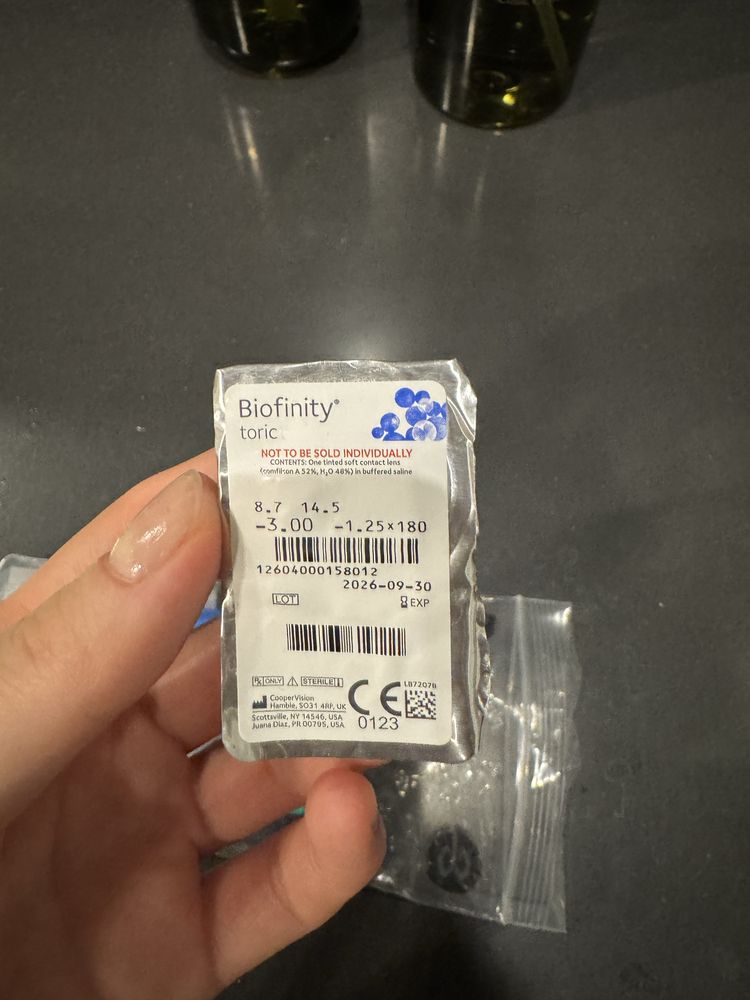 Biofinity®
toric
NOT TO BE SOLD INDIVIDUALLY
CONTENTS: One tinted soft contact lens
(comfilcon A 52%, H₂O 48%) in buffered saline
8.7 14.5
-3.00 -1.25×180
12604000158012
2026-09-30
LOT EXP
Rx ONLY STERILE
LB7207B
CooperVision
Hamble, SO31 4RF, UK
Scottsville, NY 14546, USA
Juana Diaz, PR 00795, USA
CE
0123